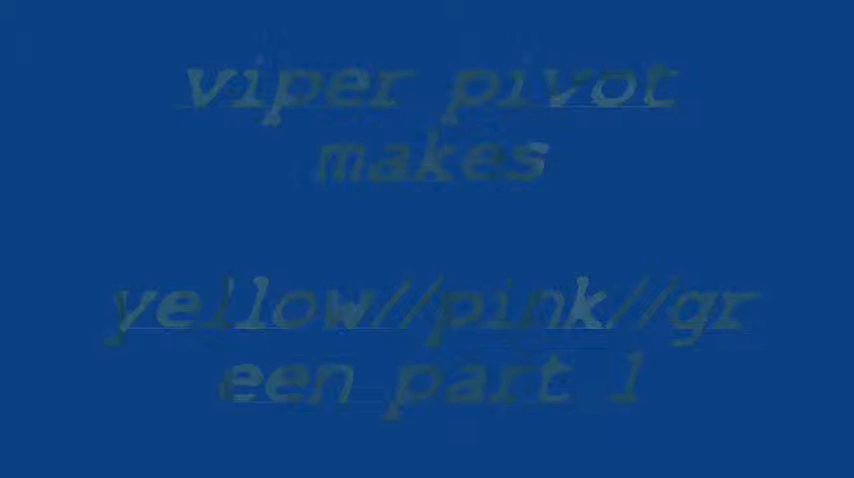 viper pivot
makes
yellow//pink//gr
een part 1